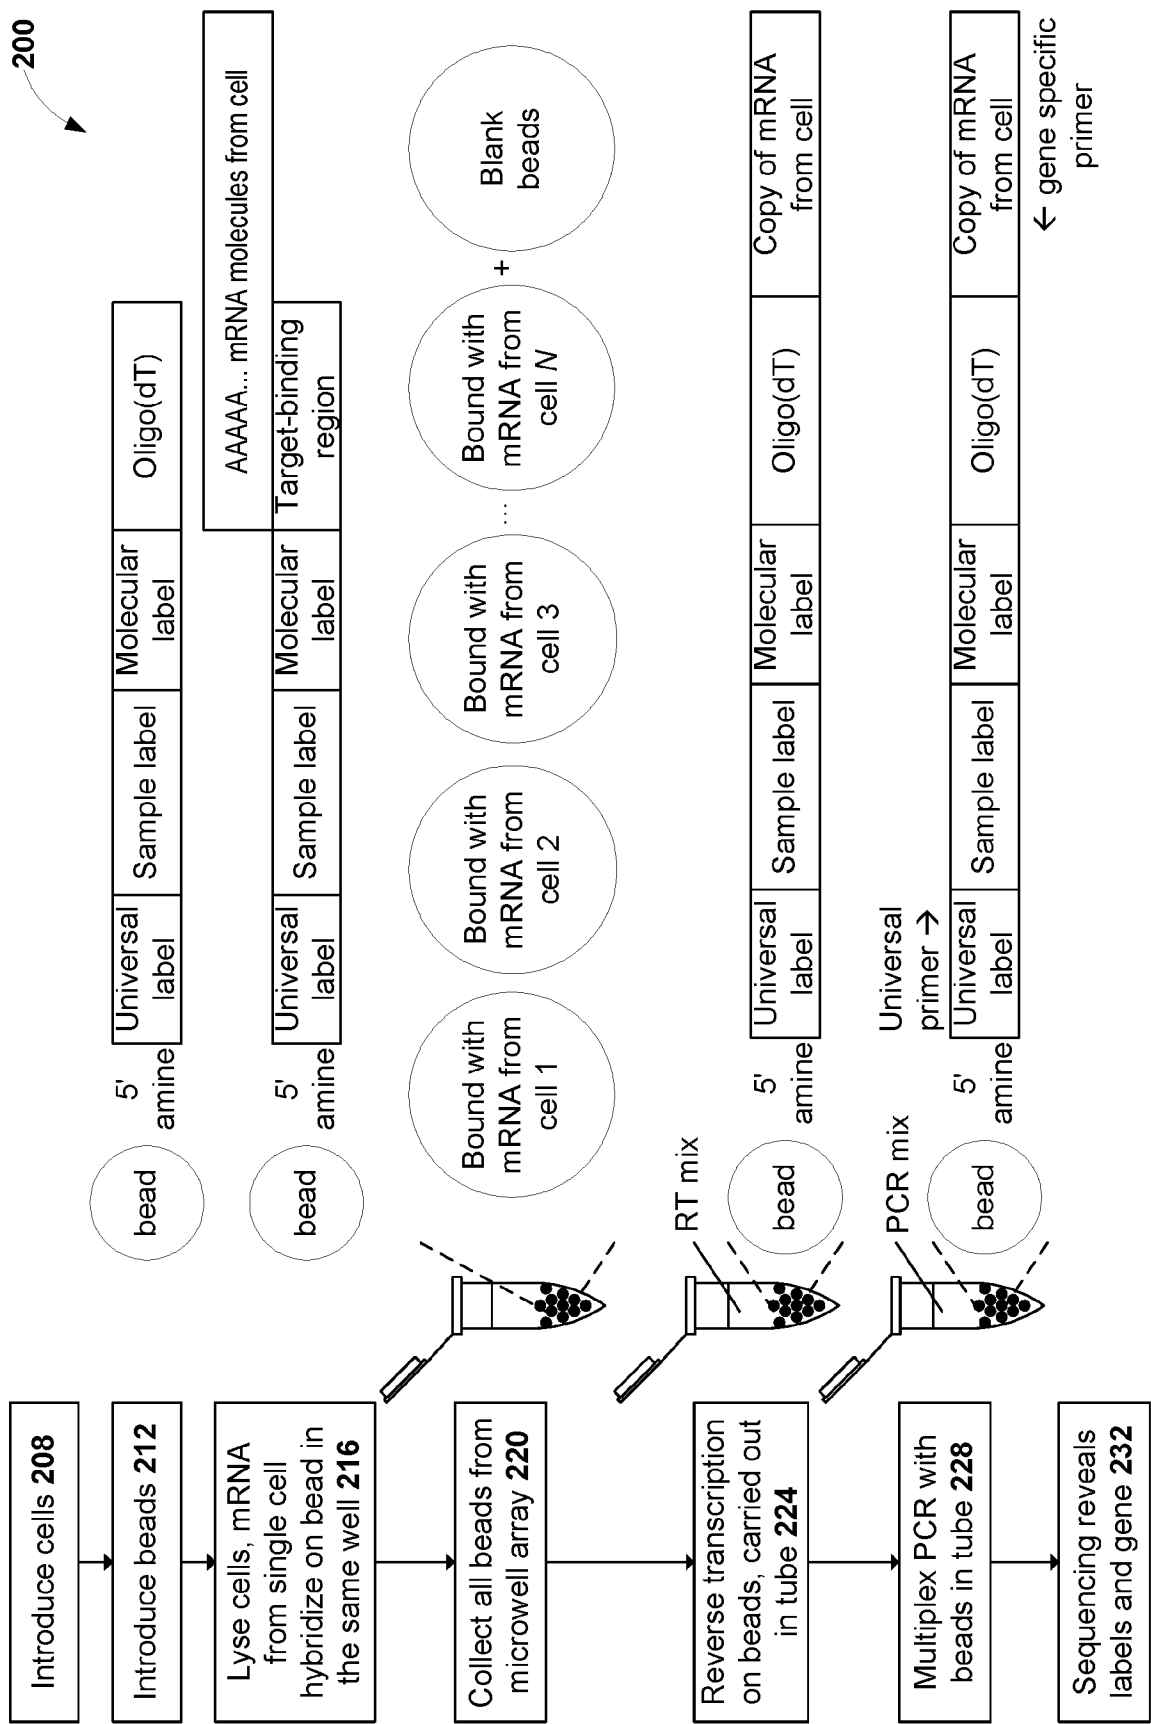 200
Introduce cells 208
Introduce beads 212
bead
5'
amine
Universal
label
Sample label
Molecular
label
Oligo(dT)
Lyse cells, mRNA
from single cell
hybridize on bead in
the same well 216
bead
5'
amine
Universal
label
Sample label
Molecular
label
Target-binding
region
AAAAA... mRNA molecules from cell
Collect all beads from
microwell array 220
Bound with
mRNA from
cell 1
Bound with
mRNA from
cell 2
Bound with
mRNA from
cell 3
...
Bound with
mRNA from
cell N
+
Blank
beads
Reverse transcription
on beads, carried out
in tube 224
RT mix
bead
5'
amine
Universal
label
Sample label
Molecular
label
Oligo(dT)
Copy of mRNA
from cell
Multiplex PCR with
beads in tube 228
PCR mix
bead
5'
amine
Universal
primer →
Universal
label
Sample label
Molecular
label
Oligo(dT)
Copy of mRNA
from cell
← gene specific
primer
Sequencing reveals
labels and gene 232